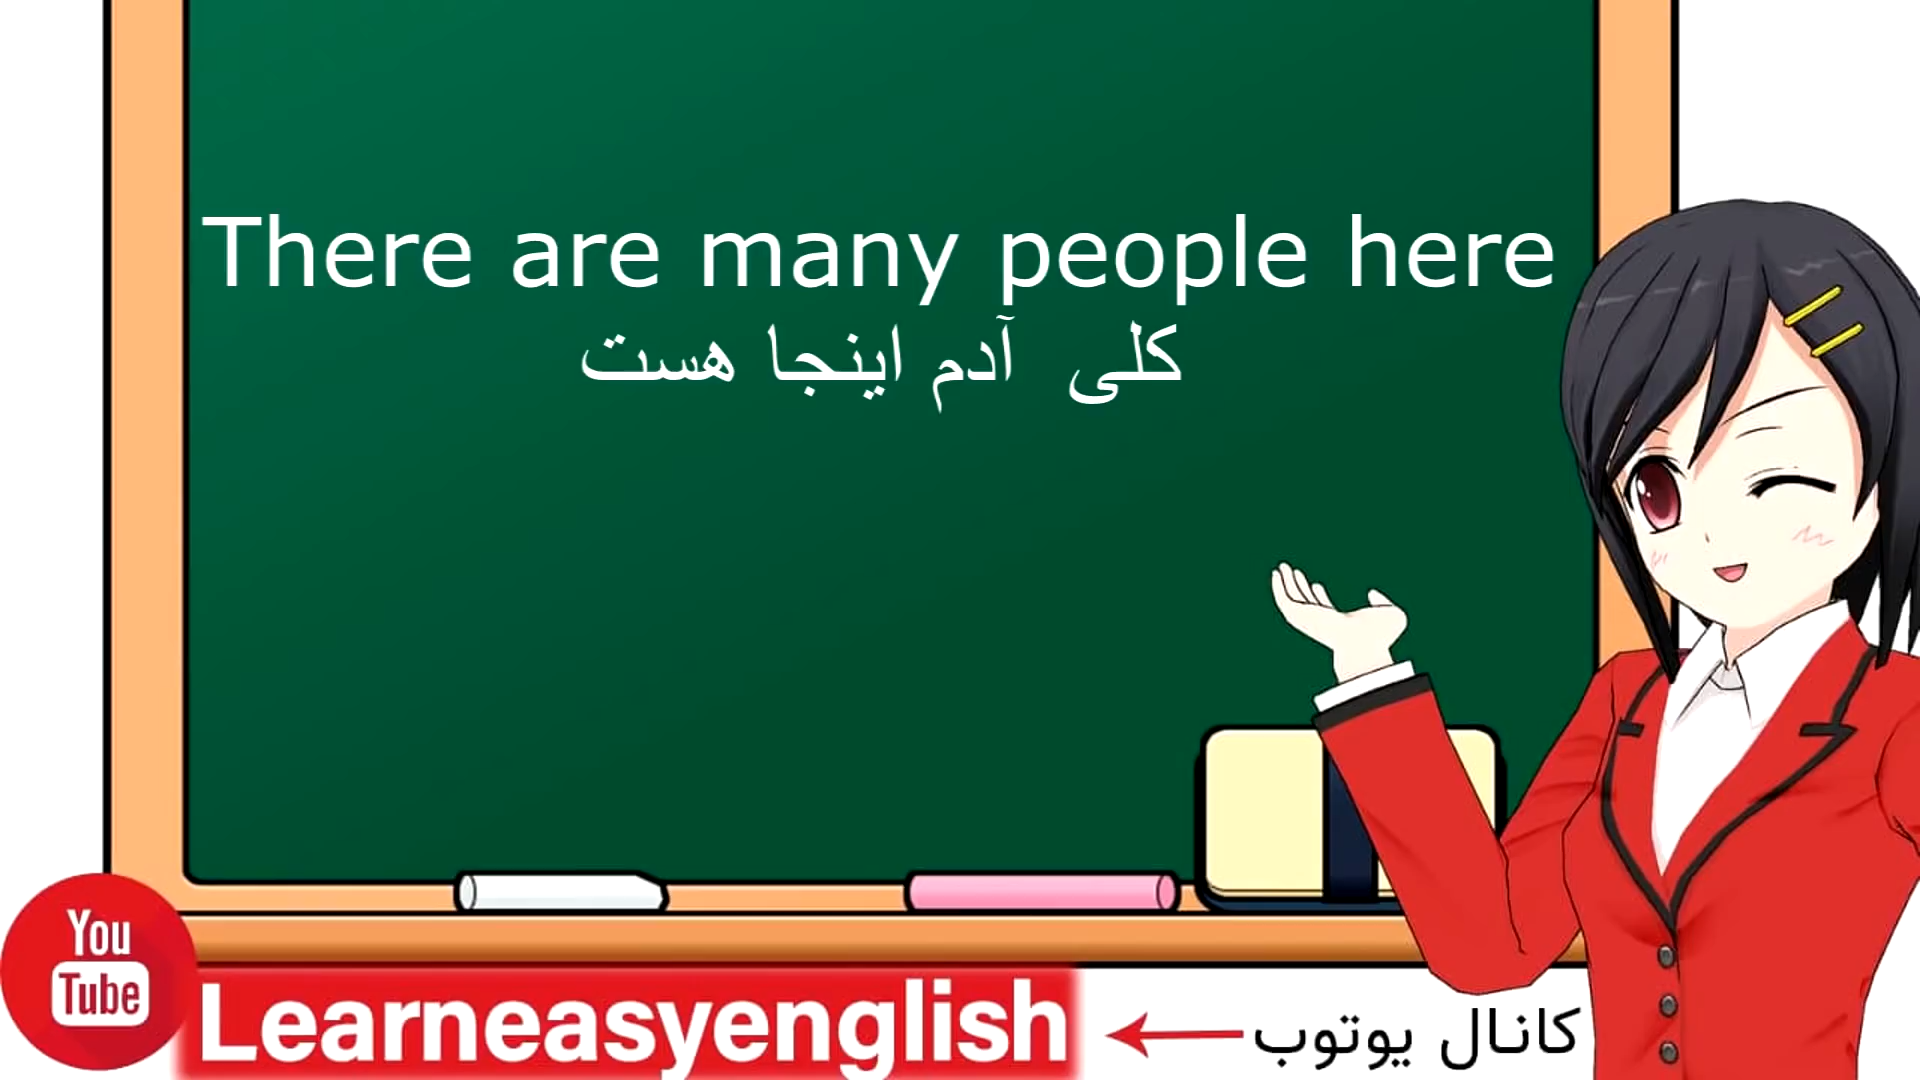 There are many people here
کلی آدم اینجا هست
You
Tube
Learneasyenglish
کانال یوتوب